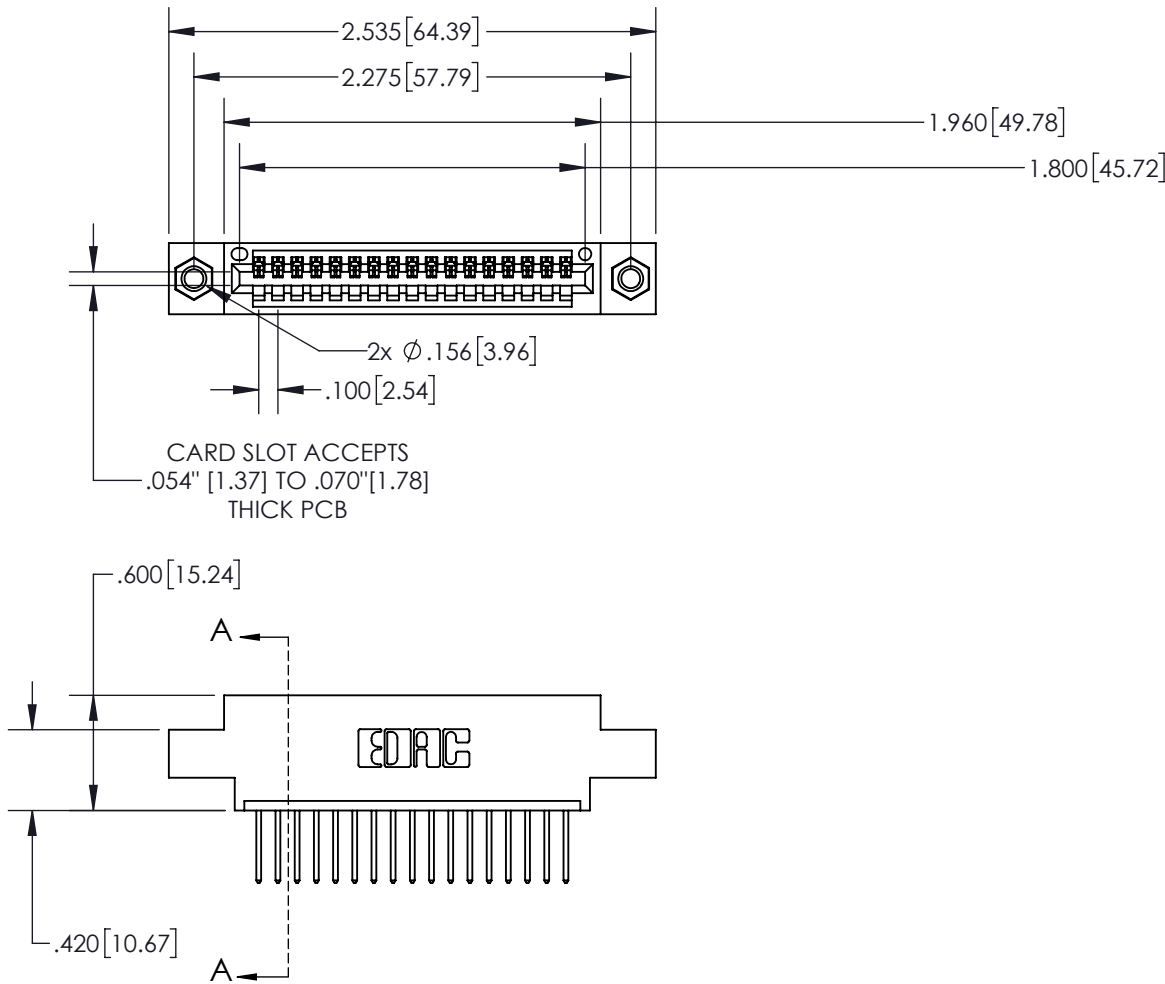 2.535[64.39]
2.275[57.79]
1.960[49.78]
1.800[45.72]
2x ∅.156[3.96]
.100[2.54]
CARD SLOT ACCEPTS
.054" [1.37] TO .070"[1.78]
THICK PCB
.600[15.24]
A
EDAC
.420[10.67]
A